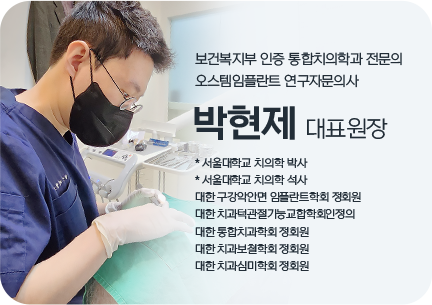 보건복지부 인증 통합치의학과 전문의
오스템임플란트 연구자문의사
박현제 대표원장
* 서울대학교 치의학 박사
* 서울대학교 치의학 석사
대한 구강악안면 임플란트학회 정회원
대한 치과턱관절기능교합학회인정의
대한 통합치과학회 정회원
대한 치과보철학회 정회원
대한 치과심미학회 정회원